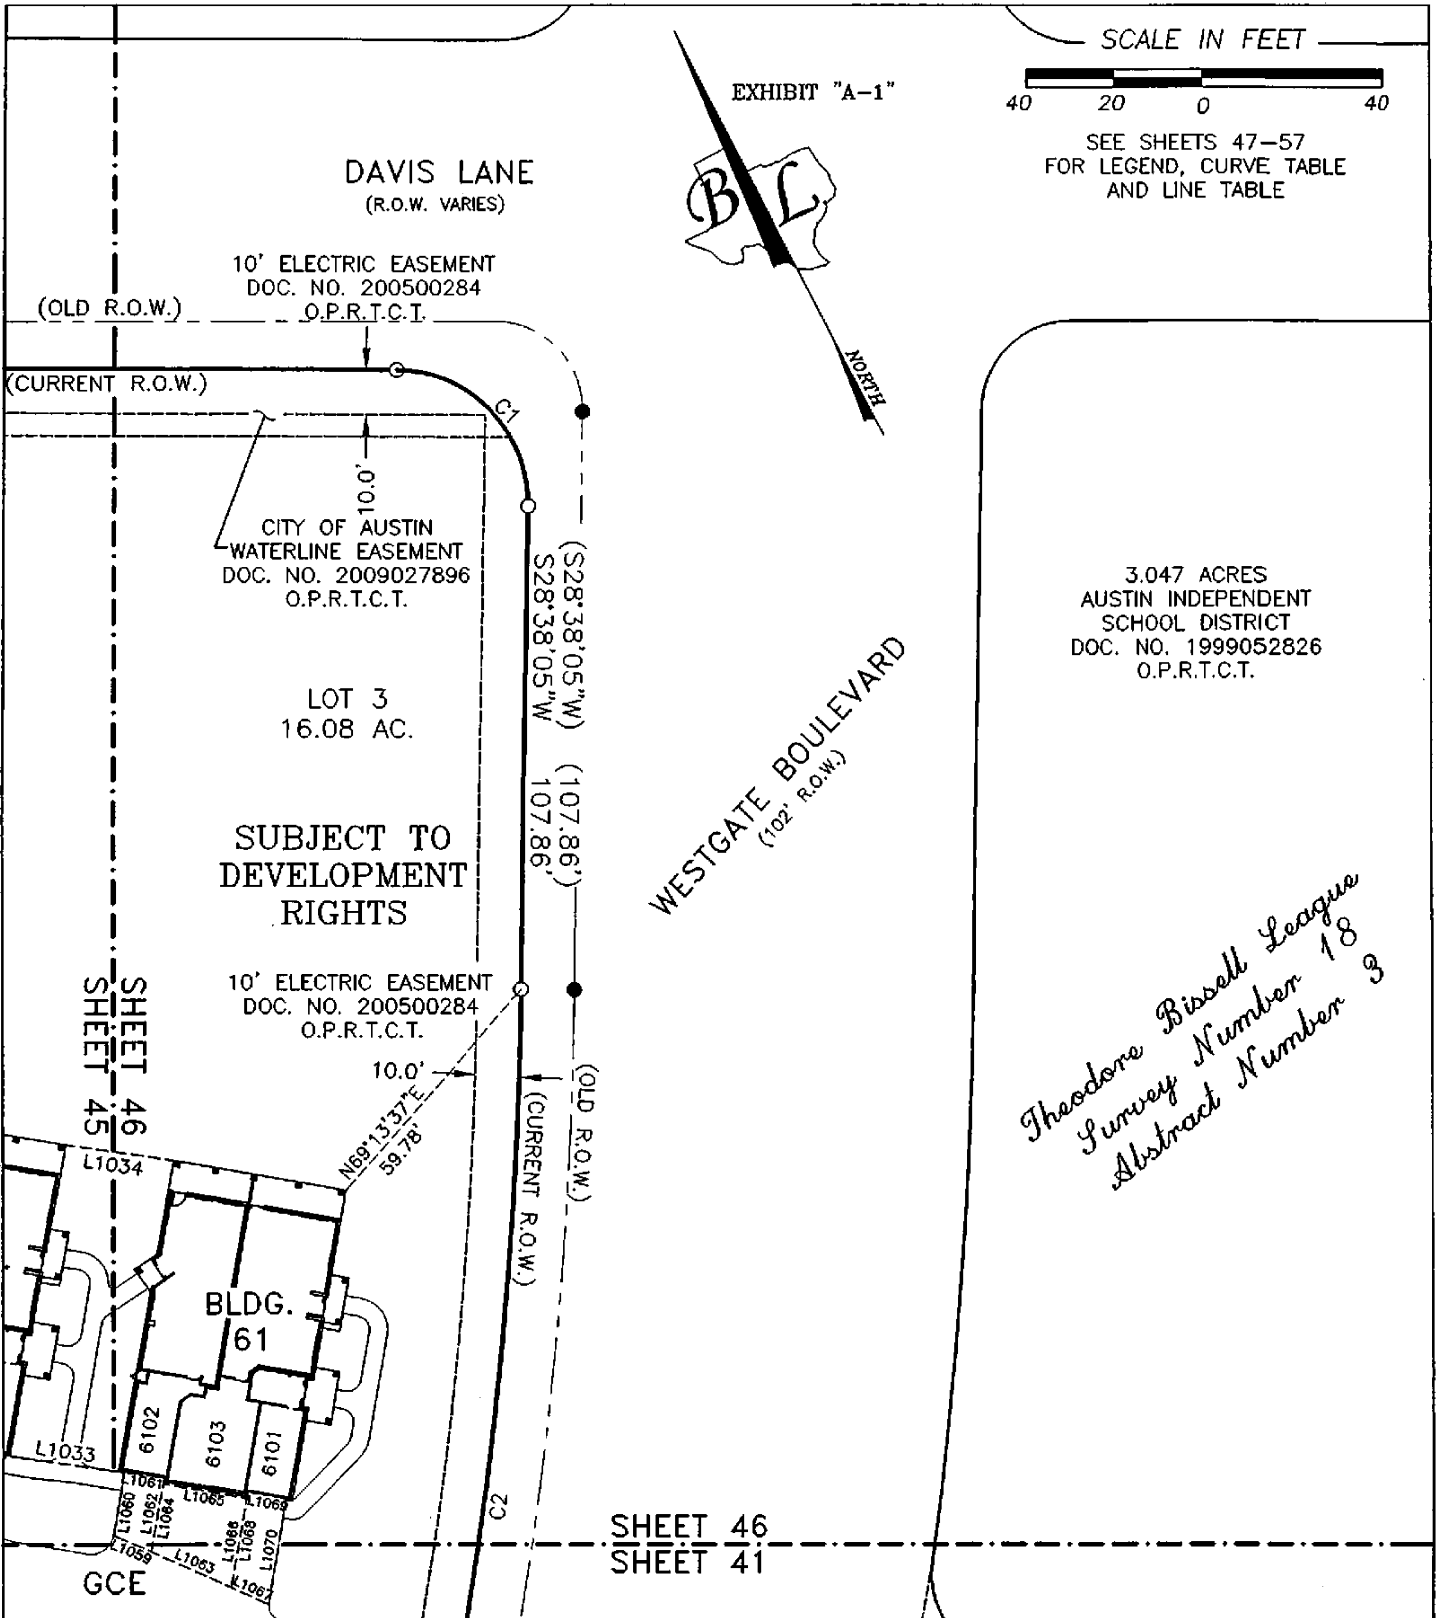 SCALE IN FEET
40 20 0 40
SEE SHEETS 47-57
FOR LEGEND, CURVE TABLE
AND LINE TABLE
EXHIBIT "A-1"
B L
NORTH
DAVIS LANE
(R.O.W. VARIES)
10' ELECTRIC EASEMENT
DOC. NO. 200500284
O.P.R.T.C.T.
(OLD R.O.W.)
(CURRENT R.O.W.)
C1
10.0'
CITY OF AUSTIN
WATERLINE EASEMENT
DOC. NO. 2009027896
O.P.R.T.C.T.
(S28°38'05"W) (107.86')
S28°38'05"W 107.86'
3.047 ACRES
AUSTIN INDEPENDENT
SCHOOL DISTRICT
DOC. NO. 1999052826
O.P.R.T.C.T.
LOT 3
16.08 AC.
WESTGATE BOULEVARD
(102' R.O.W.)
SUBJECT TO
DEVELOPMENT
RIGHTS
Theodore Bissell League
Survey Number 18
Abstract Number 3
SHEET 46
SHEET 45
10' ELECTRIC EASEMENT
DOC. NO. 200500284
O.P.R.T.C.T.
10.0'
N69°13'37"E
59.78'
(OLD R.O.W.)
(CURRENT R.O.W.)
L1034
BLDG.
61
6102
6103
6101
L1033
L1061
L1065
L1069
L1060
L1062
L1064
L1066
L1068
L1070
L1059
L1063
L1067
C2
GCE
SHEET 46
SHEET 41